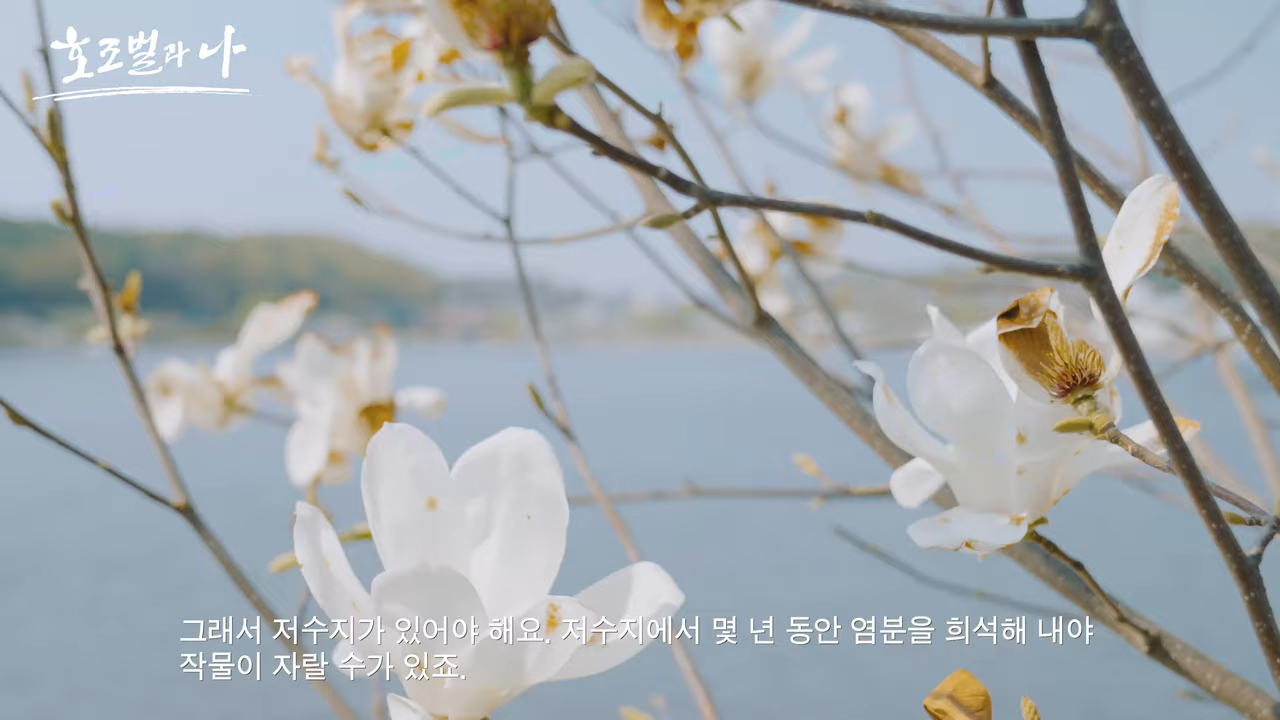 호조벌과 나
그래서 저수지가 있어야 해요. 저수지에서 몇 년 동안 염분을 희석해 내야
작물이 자랄 수가 있죠.